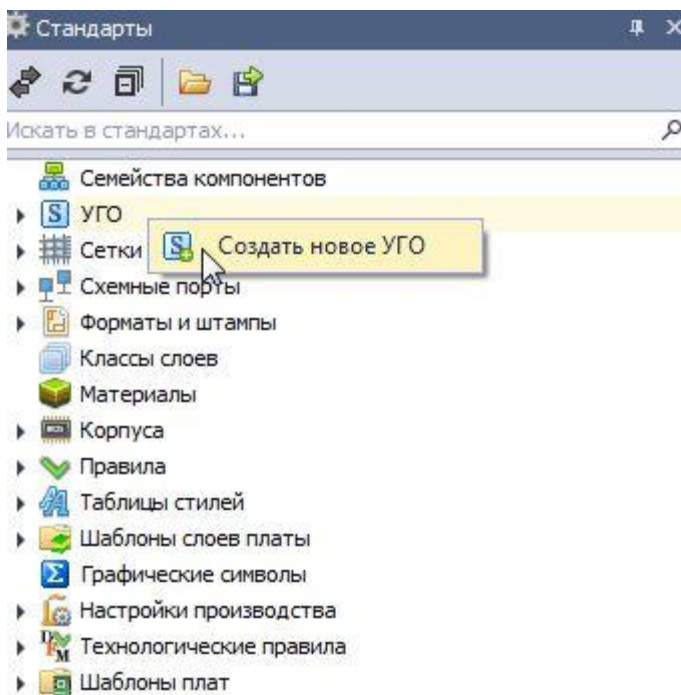 Стандарты
Искать в стандартах...
Семейства компонентов
УГО
Создать новое УГО
Сетки
Схемные порты
Форматы и штампы
Классы слоев
Материалы
Корпуса
Правила
Таблицы стилей
Шаблоны слоев платы
Графические символы
Настройки производства
Технологические правила
Шаблоны плат